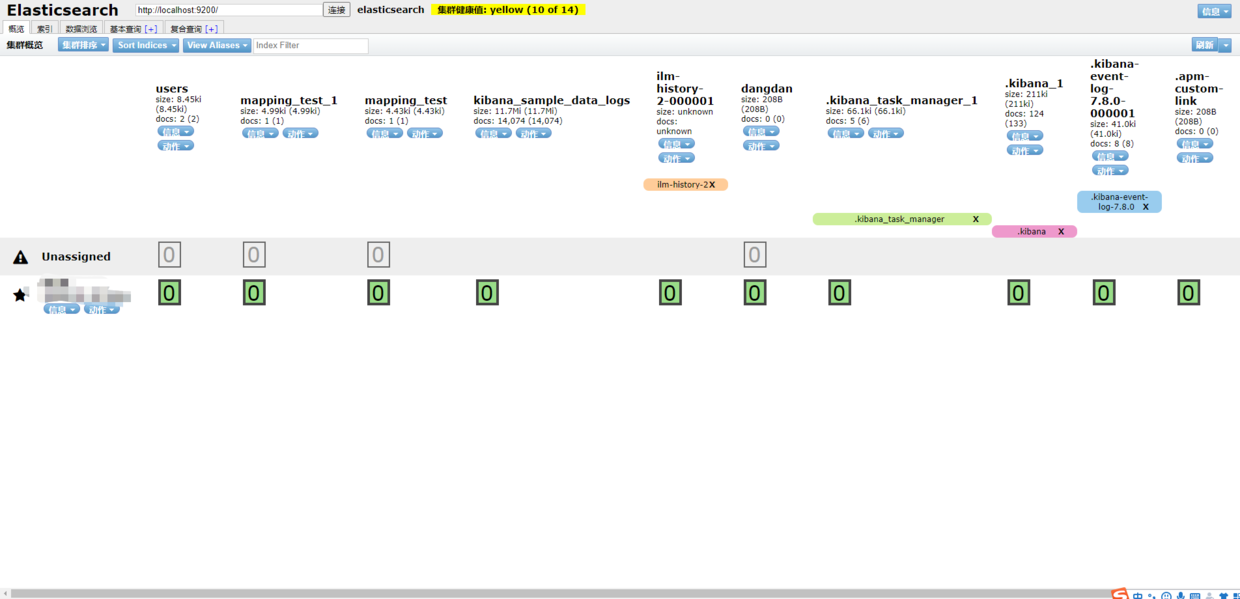 Elasticsearch
http://localhost:9200/
连接
elasticsearch
集群健康值: yellow (10 of 14)
信息
概览
索引
数据浏览
基本查询 [+]
复合查询 [+]
集群概览
集群排序
Sort Indices
View Aliases
Index Filter
刷新
users
size: 8.45ki
(8.45ki)
docs: 2 (2)
信息
动作
mapping_test_1
size: 4.99ki (4.99ki)
docs: 1 (1)
信息
动作
mapping_test
size: 4.43ki (4.43ki)
docs: 1 (1)
信息
动作
kibana_sample_data_logs
size: 11.7Mi (11.7Mi)
docs: 14,074 (14,074)
信息
动作
ilm-
history-
2-000001
size: unknown
docs:
unknown
信息
动作
dangdan
size: 208B
(208B)
docs: 0 (0)
信息
动作
.kibana_task_manager_1
size: 66.1ki (66.1ki)
docs: 5 (6)
信息
动作
.kibana_1
size: 211ki
(211ki)
docs: 124
(133)
信息
动作
.kibana-
event-
log-
7.8.0-
000001
size: 41.0ki
(41.0ki)
docs: 8 (8)
信息
动作
.apm-
custom-
link
size: 208B
(208B)
docs: 0 (0)
信息
动作
ilm-history-2 X
.kibana-event-
log-7.8.0 X
.kibana_task_manager X
.kibana X
Unassigned
0
0
0
0
0
0
0
0
0
0
0
0
0
0
信息
动作
中